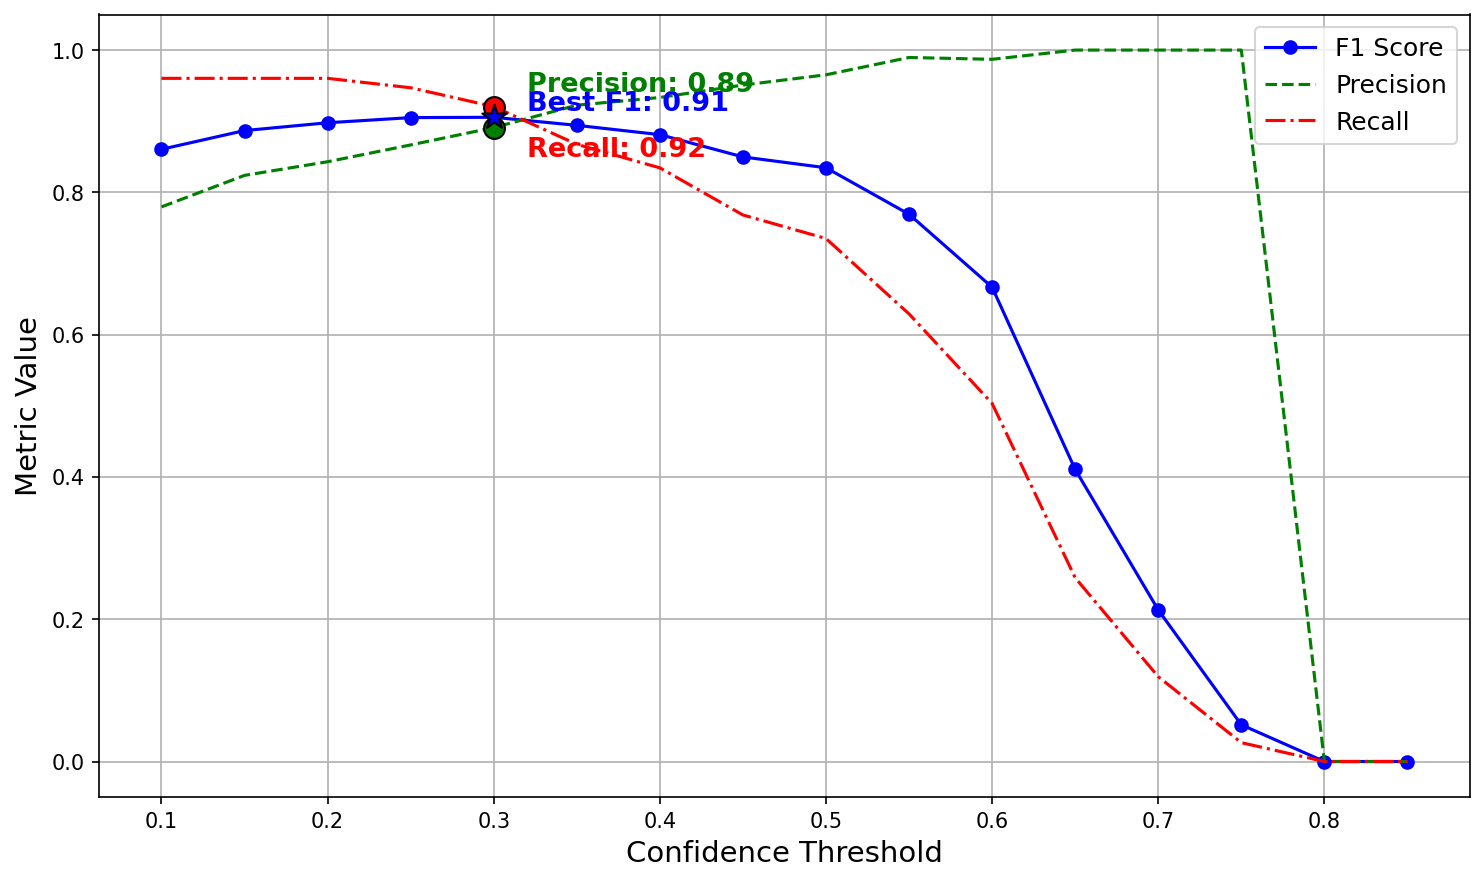 F1 Score
Precision
Recall
Precision: 0.89
Best F1: 0.91
Recall: 0.92
Metric Value
1.0
0.8
0.6
0.4
0.2
0.0
0.1 0.2 0.3 0.4 0.5 0.6 0.7 0.8
Confidence Threshold